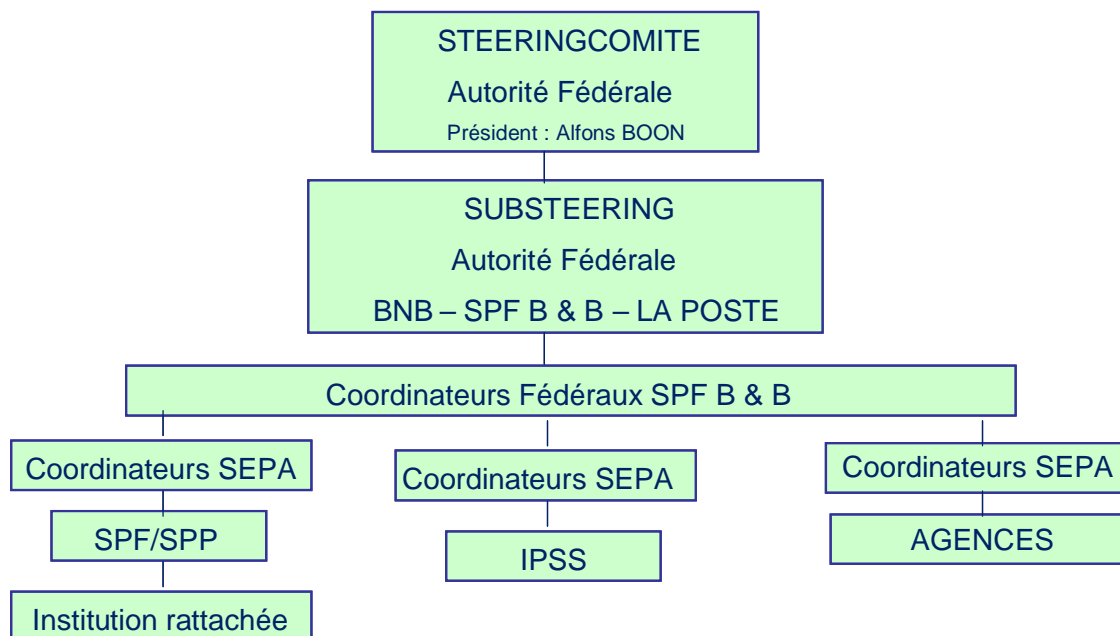 STEERINGCOMITE
Autorité Fédérale
Président : Alfons BOON
SUBSTEERING
Autorité Fédérale
BNB – SPF B & B – LA POSTE
Coordinateurs Fédéraux SPF B & B
Coordinateurs SEPA
SPF/SPP
Institution rattachée
Coordinateurs SEPA
IPSS
Coordinateurs SEPA
AGENCES